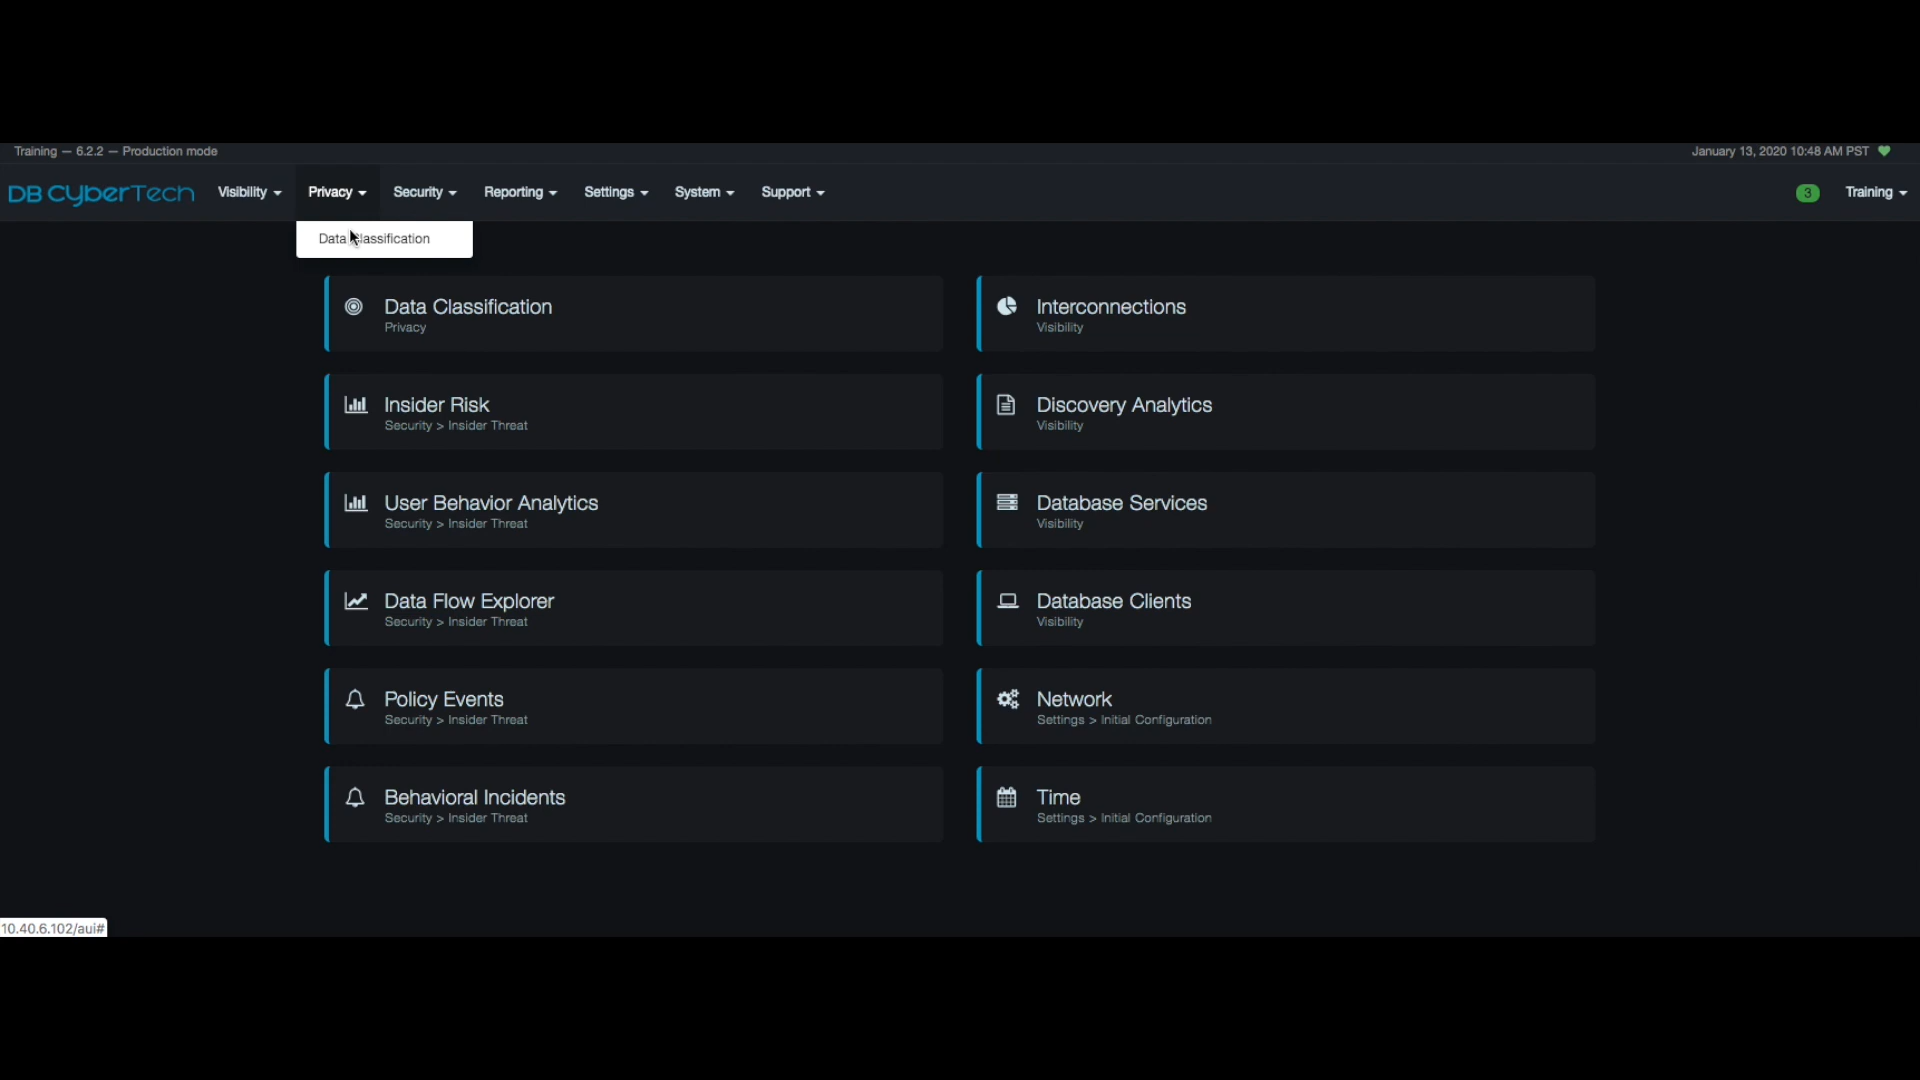 Training — 6.2.2 — Production mode
January 13, 2020 10:48 AM PST
DB CyberTech
Visibility
Privacy
Security
Reporting
Settings
System
Support
3
Training
Data Classification
Data Classification
Privacy
Interconnections
Visibility
Insider Risk
Security > Insider Threat
Discovery Analytics
Visibility
User Behavior Analytics
Security > Insider Threat
Database Services
Visibility
Data Flow Explorer
Security > Insider Threat
Database Clients
Visibility
Policy Events
Security > Insider Threat
Network
Settings > Initial Configuration
Behavioral Incidents
Security > Insider Threat
Time
Settings > Initial Configuration
10.40.6.102/aui#